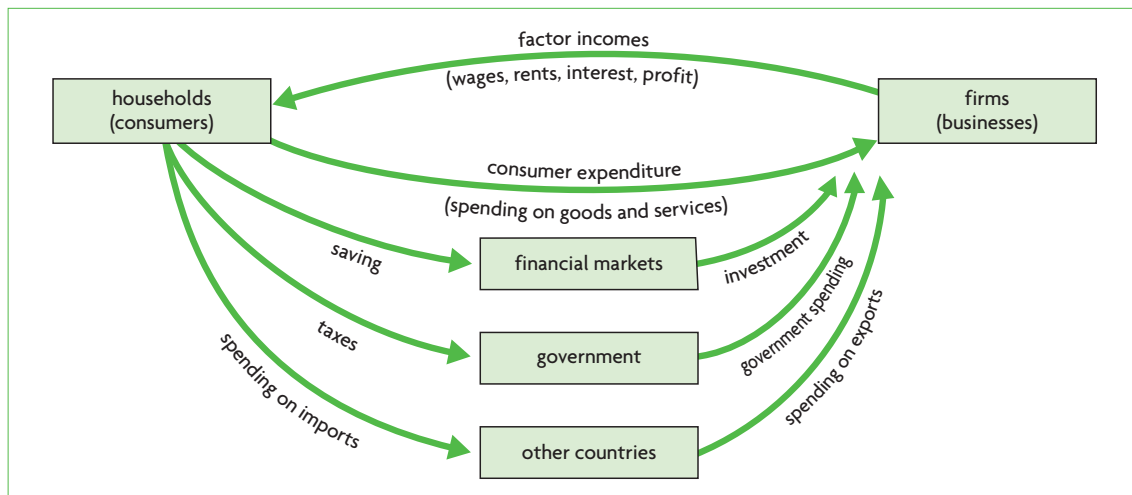 factor incomes
(wages, rents, interest, profit)
households
(consumers)
firms
(businesses)
consumer expenditure
(spending on goods and services)
saving
financial markets
investment
taxes
government
government spending
spending on imports
other countries
spending on exports